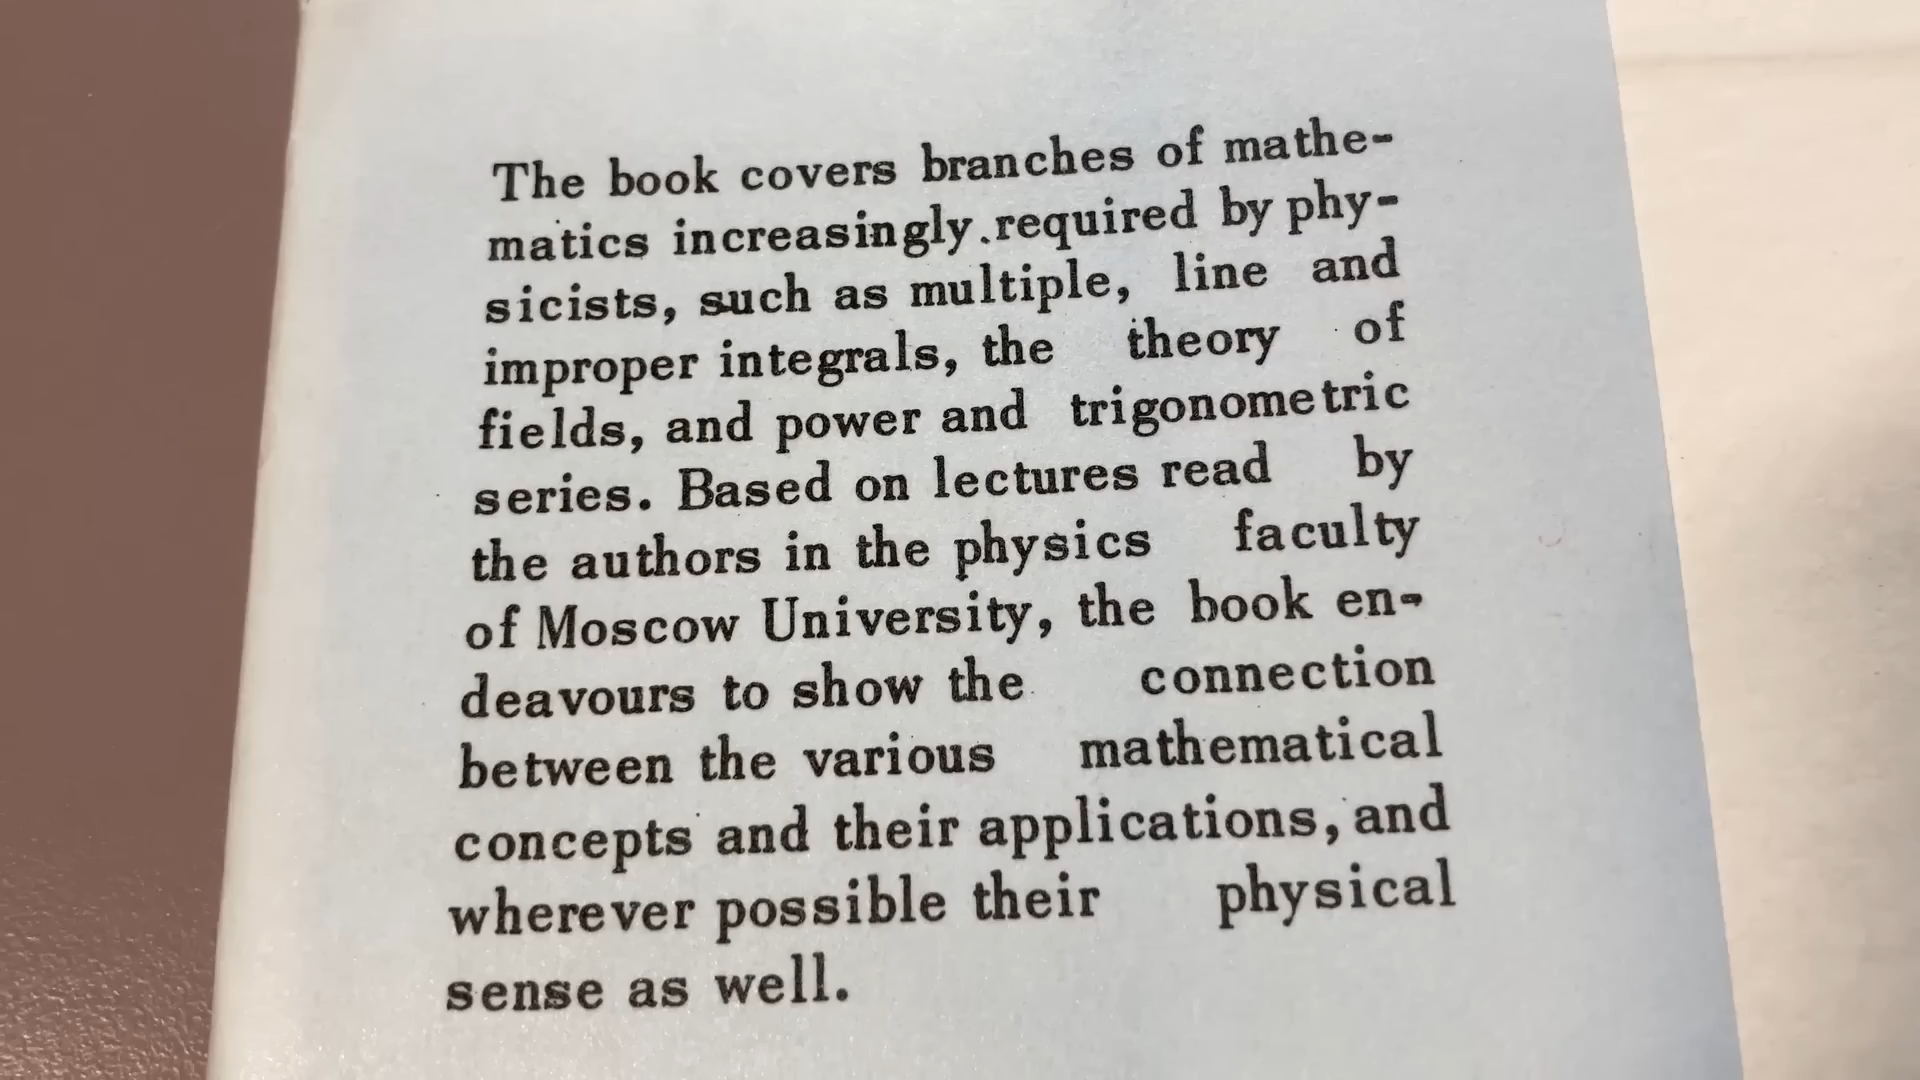 The book covers branches of mathe-
matics increasingly required by phy-
sicists, such as multiple, line and
improper integrals, the theory of
fields, and power and trigonometric
series. Based on lectures read by
the authors in the physics faculty
of Moscow University, the book en-
deavours to show the connection
between the various mathematical
concepts and their applications, and
wherever possible their physical
sense as well.